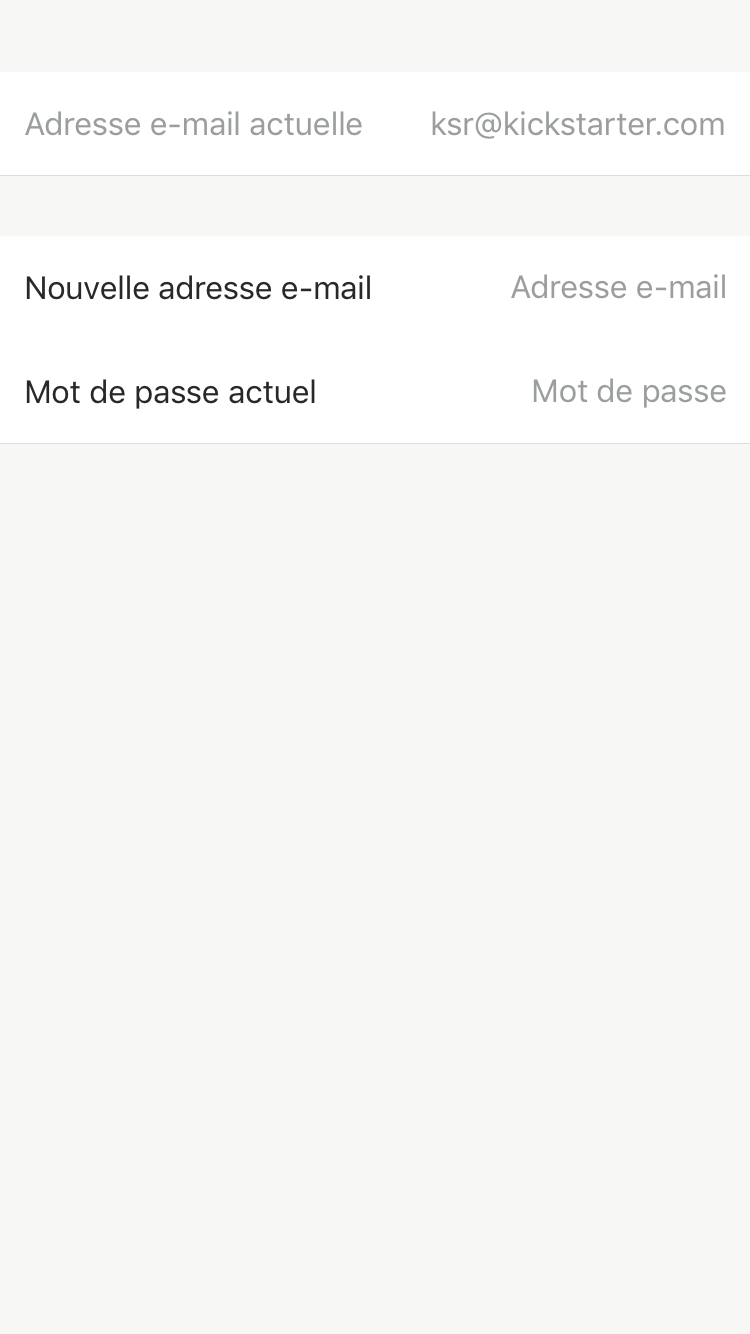 Adresse e-mail actuelle ksr@kickstarter.com
Nouvelle adresse e-mail Adresse e-mail
Mot de passe actuel Mot de passe